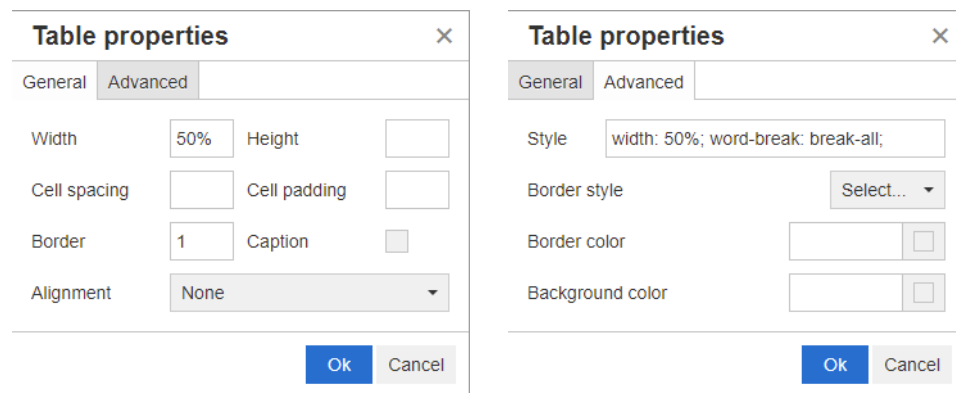 Table properties ×
General Advanced
Width 50% Height
Cell spacing Cell padding
Border 1 Caption
Alignment None
Ok Cancel
Table properties ×
General Advanced
Style width: 50%; word-break: break-all;
Border style Select...
Border color
Background color
Ok Cancel